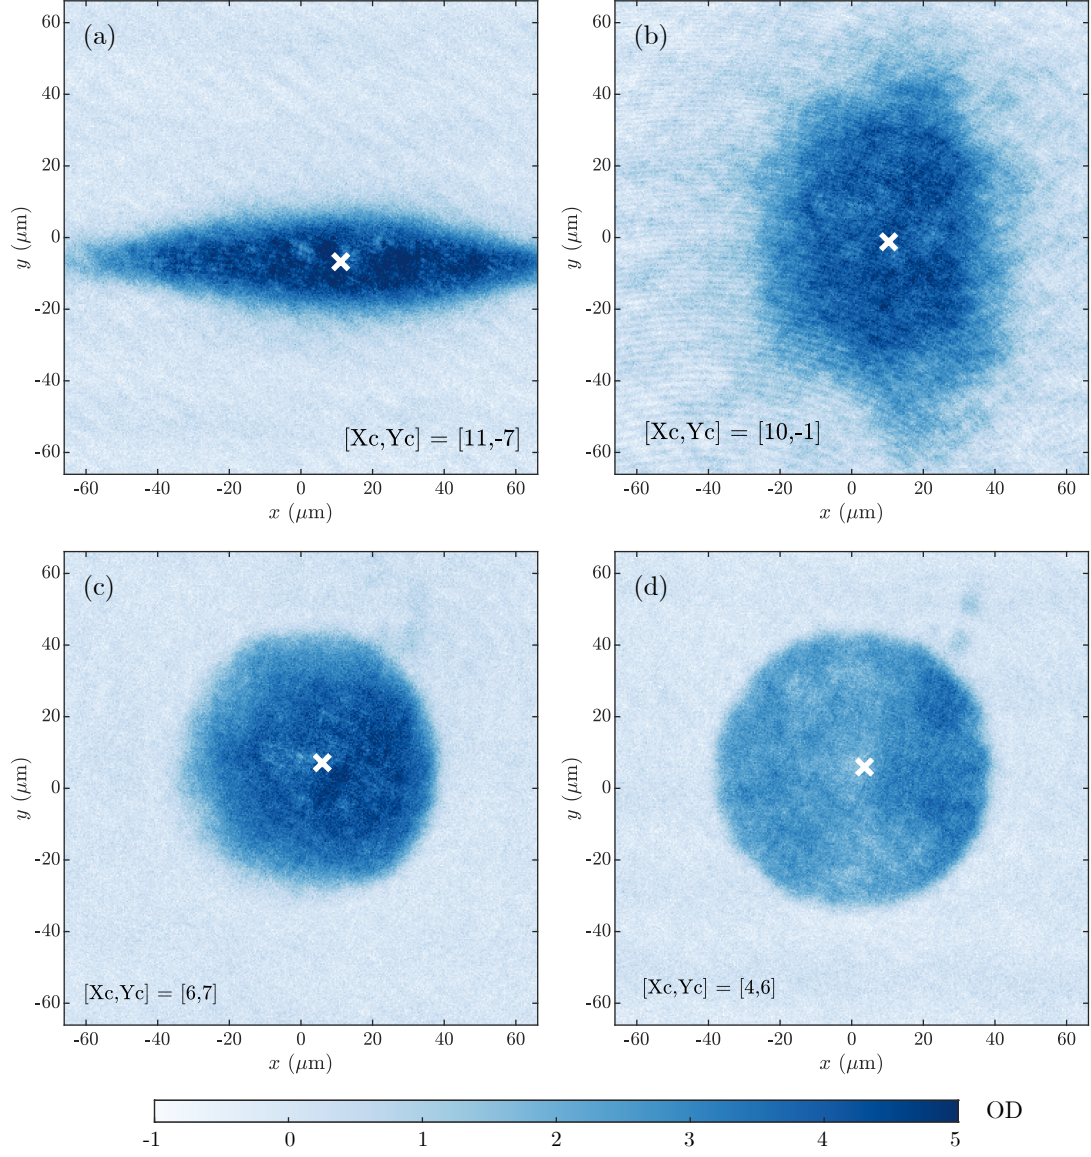 (a)
60
40
20
0
-20
-40
-60
y (μm)
[Xc,Yc] = [11,-7]
-60 -40 -20 0 20 40 60
x (μm)
(b)
60
40
20
0
-20
-40
-60
y (μm)
[Xc,Yc] = [10,-1]
-60 -40 -20 0 20 40 60
x (μm)
(c)
60
40
20
0
-20
-40
-60
y (μm)
[Xc,Yc] = [6,7]
-60 -40 -20 0 20 40 60
x (μm)
(d)
60
40
20
0
-20
-40
-60
y (μm)
[Xc,Yc] = [4,6]
-60 -40 -20 0 20 40 60
x (μm)
OD
-1 0 1 2 3 4 5